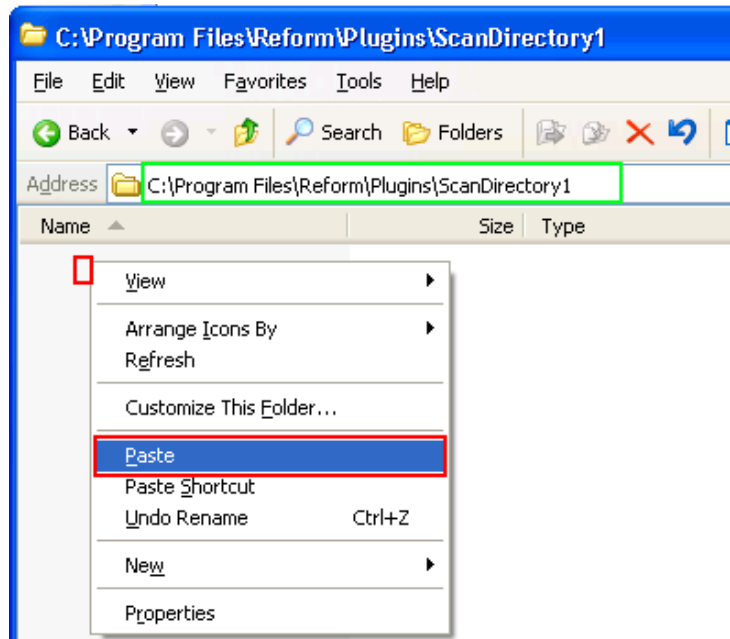 C:\Program Files\Reform\Plugins\ScanDirectory1
File Edit View Favorites Tools Help
Back Search Folders
Address C:\Program Files\Reform\Plugins\ScanDirectory1
Name Size Type
View
Arrange Icons By
Refresh
Customize This Folder...
Paste
Paste Shortcut
Undo Rename Ctrl+Z
New
Properties